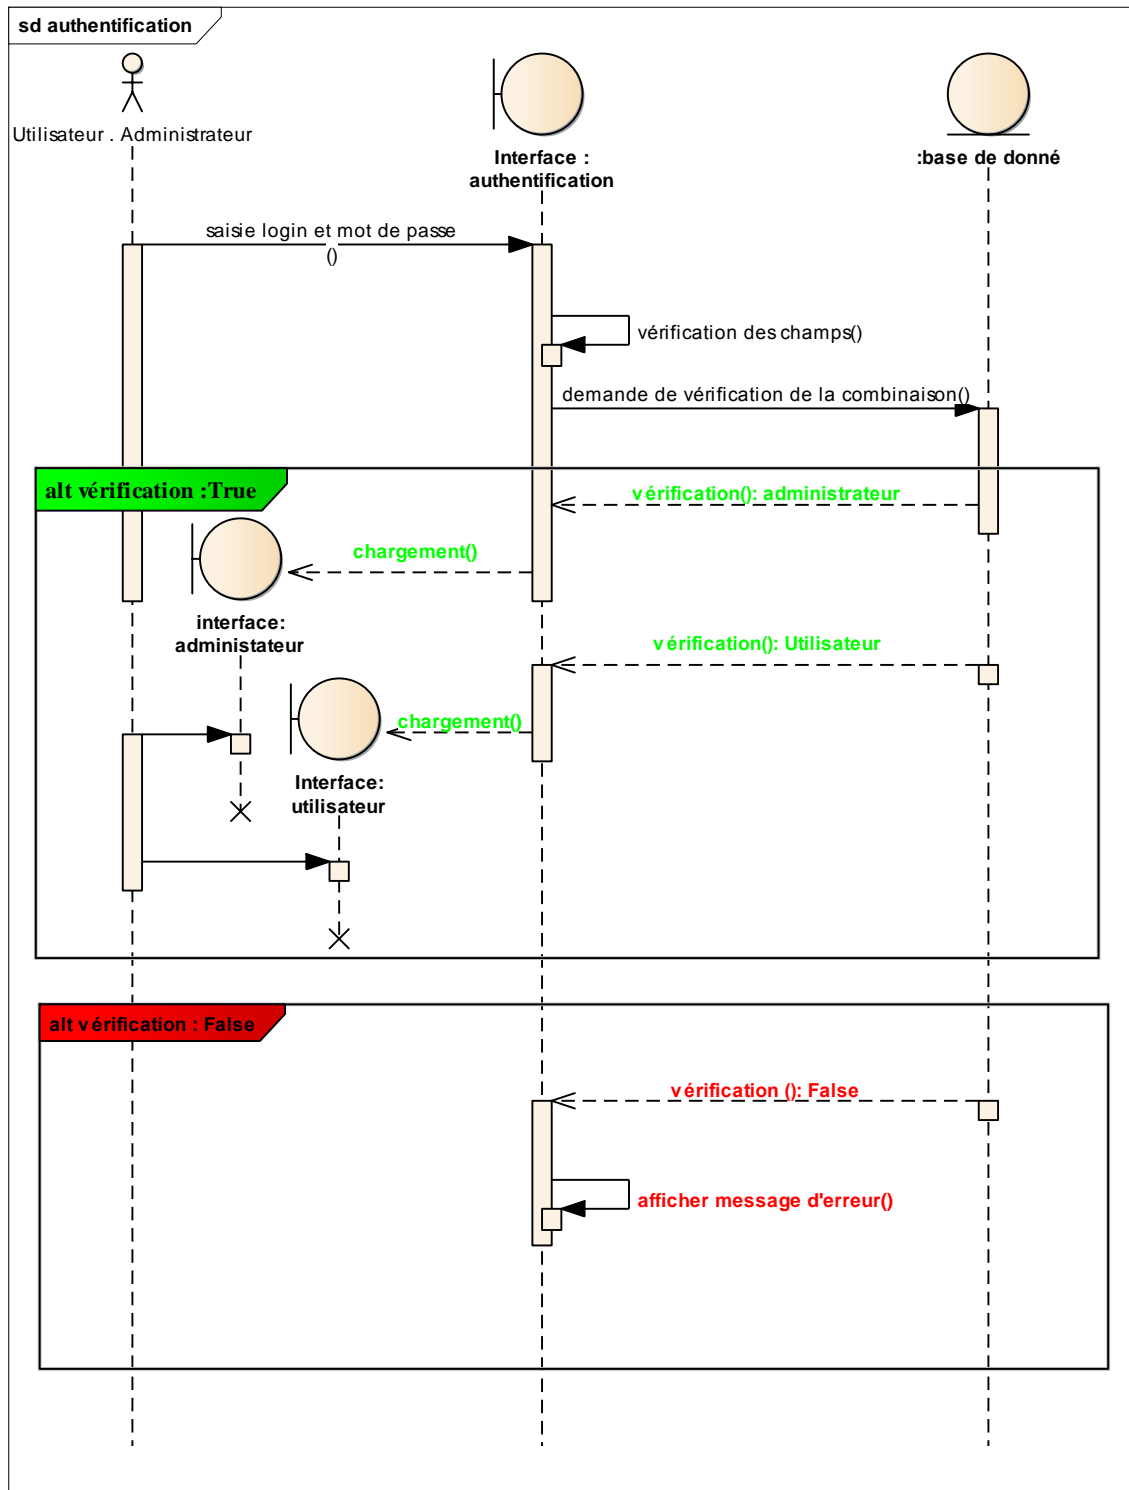 sd authentification
Utilisateur . Administrateur
Interface :
authentification
:base de donné
saisie login et mot de passe
()
vérification des champs()
demande de vérification de la combinaison()
alt vérification :True
vérification(): administrateur
chargement()
interface:
administateur
vérification(): Utilisateur
chargement()
Interface:
utilisateur
alt vérification : False
vérification (): False
afficher message d'erreur()